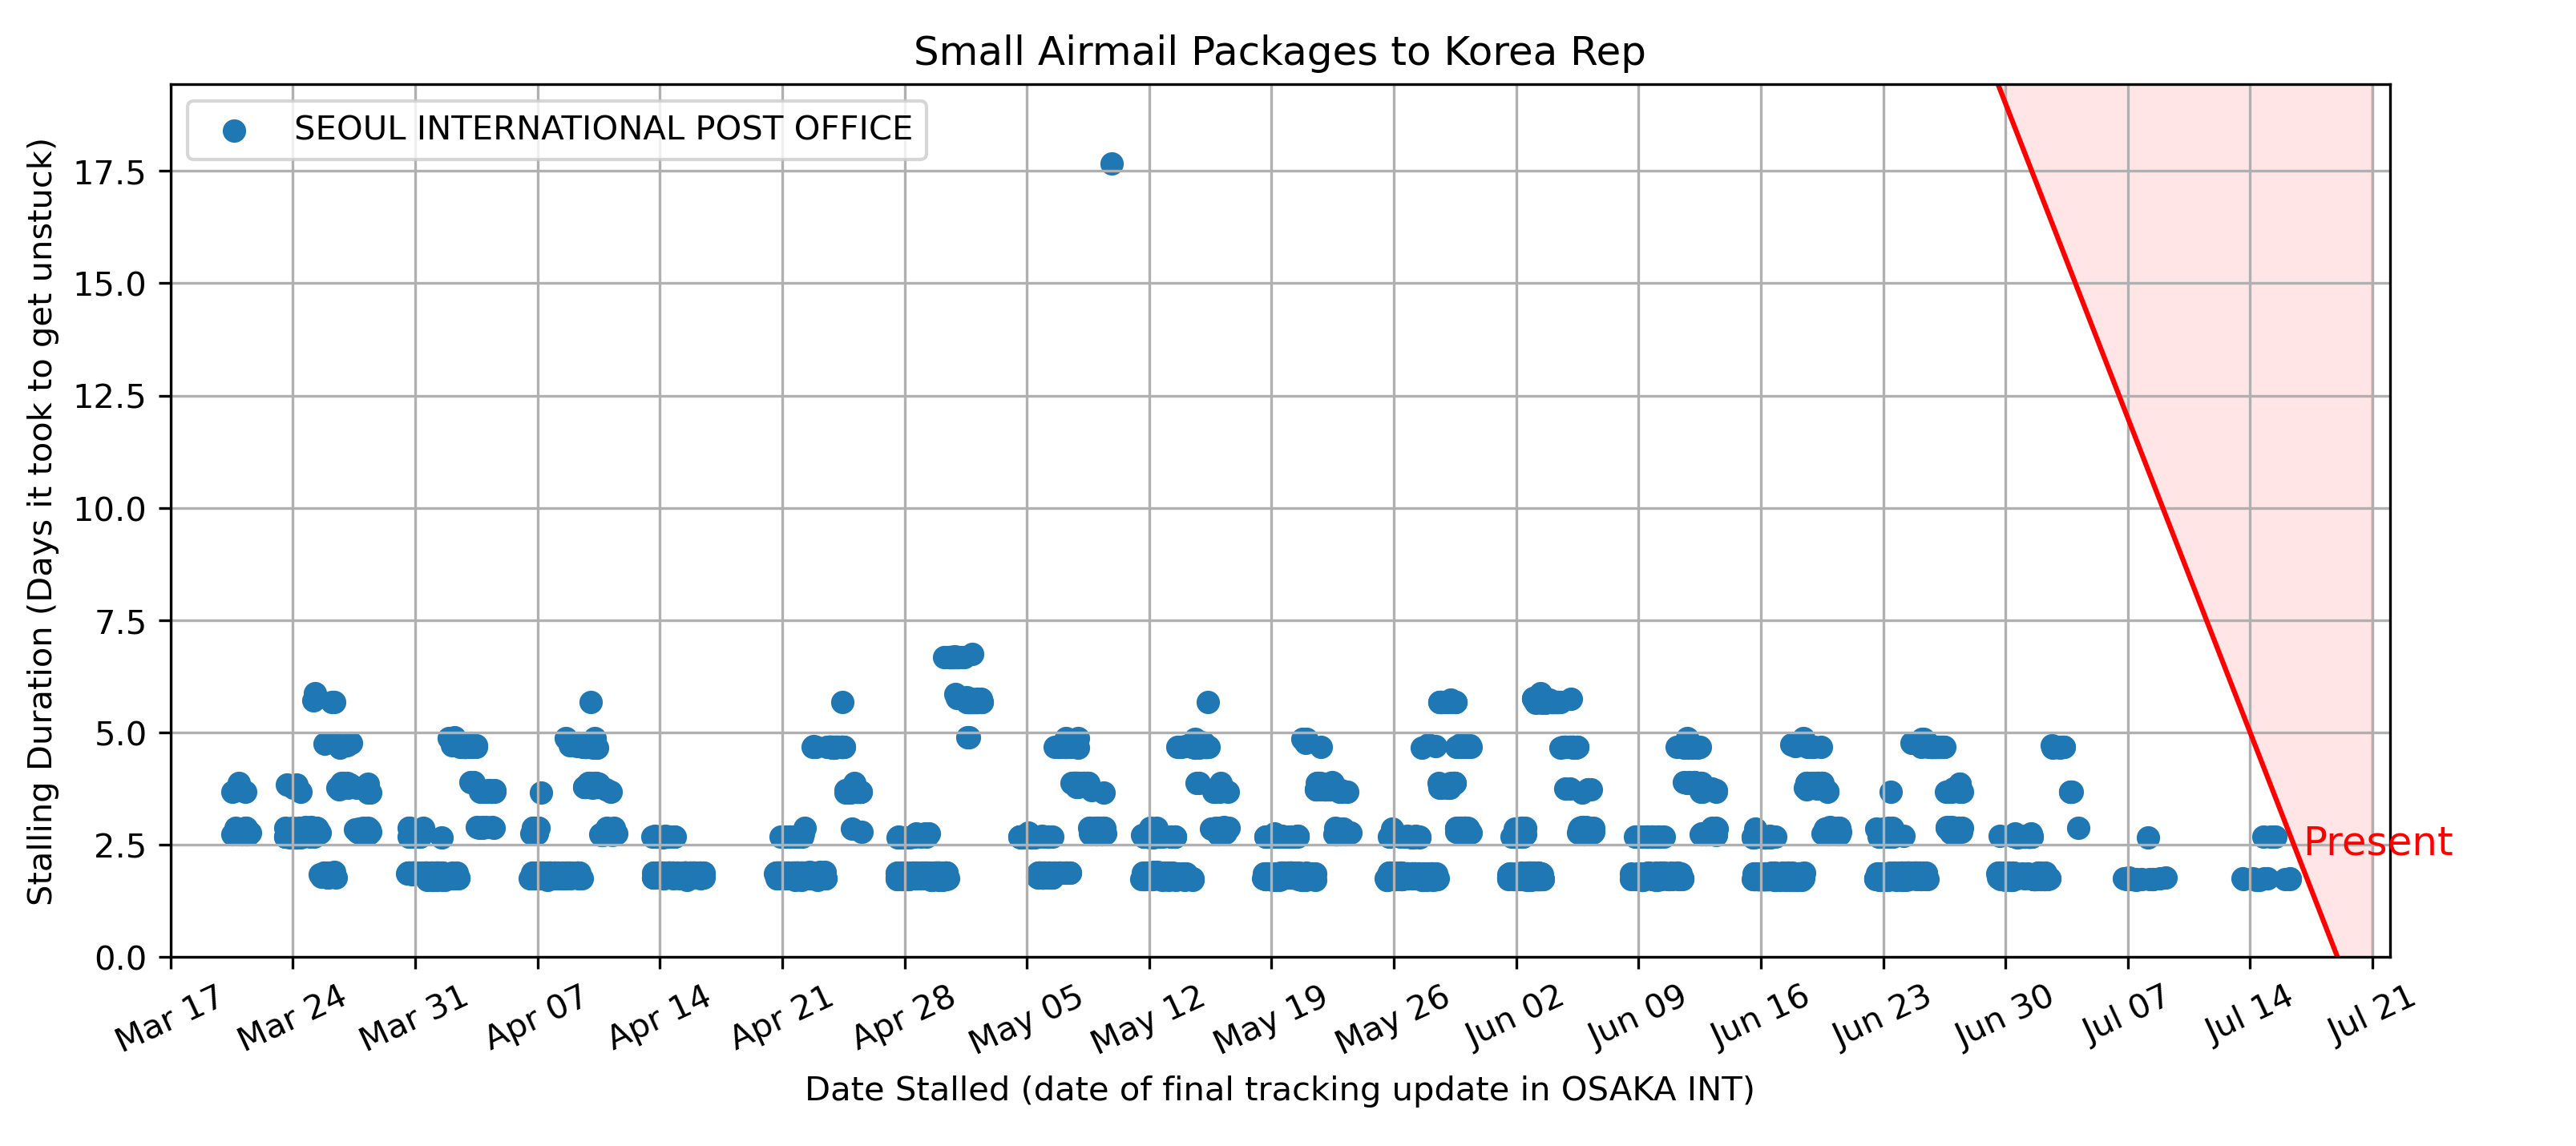 Small Airmail Packages to Korea Rep
SEOUL INTERNATIONAL POST OFFICE
Stalling Duration (Days it took to get unstuck)
17.5
15.0
12.5
10.0
7.5
5.0
2.5
0.0
Present
Mar 17
Mar 24
Mar 31
Apr 07
Apr 14
Apr 21
Apr 28
May 05
May 12
May 19
May 26
Jun 02
Jun 09
Jun 16
Jun 23
Jun 30
Jul 07
Jul 14
Jul 21
Date Stalled (date of final tracking update in OSAKA INT)